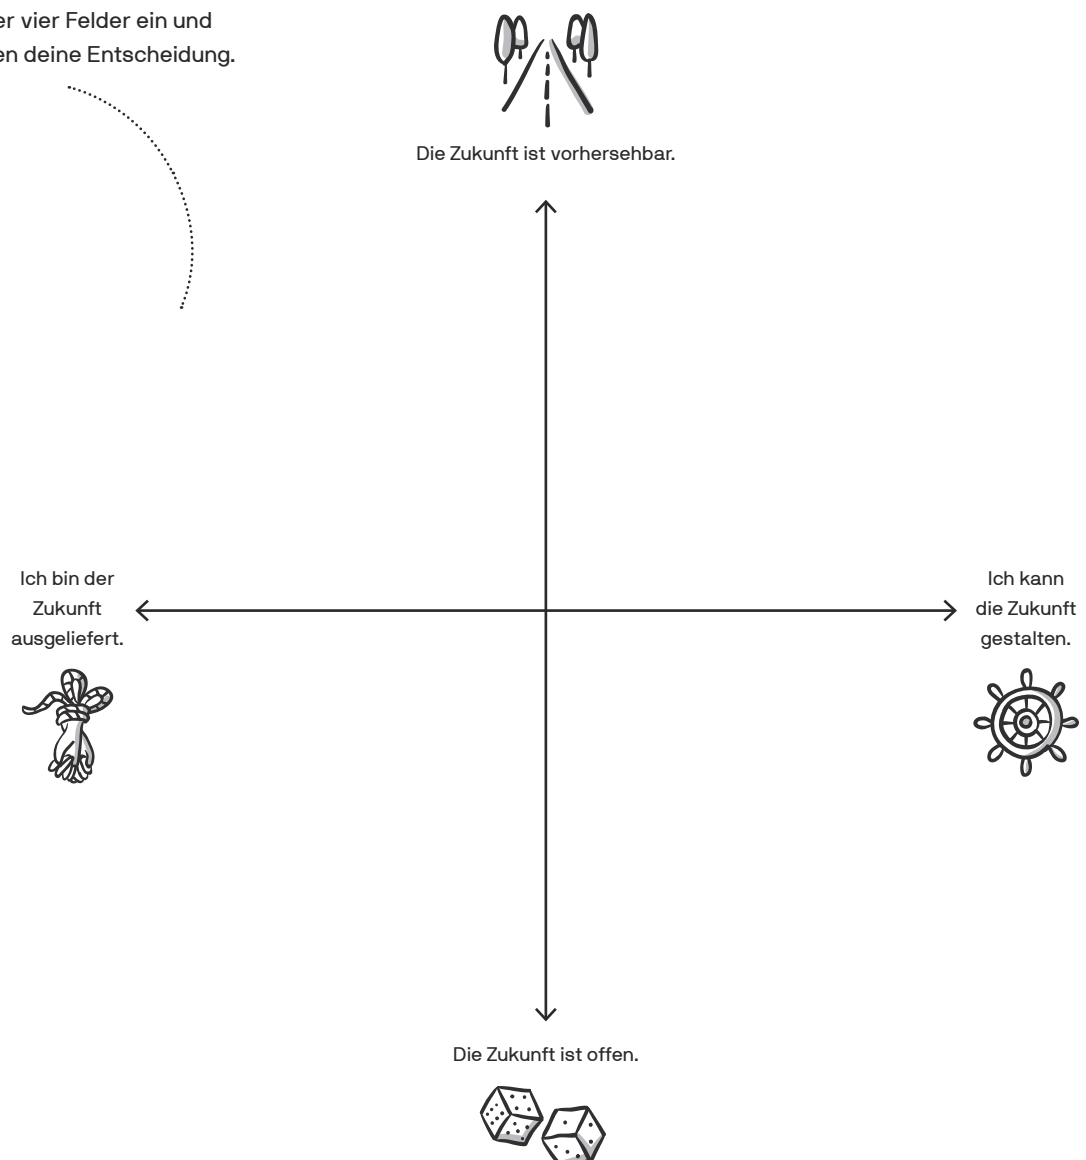 er vier Felder ein und
en deine Entscheidung.
Die Zukunft ist vorhersehbar.
Ich bin der
Zukunft
ausgeliefert.
Ich kann
die Zukunft
gestalten.
Die Zukunft ist offen.